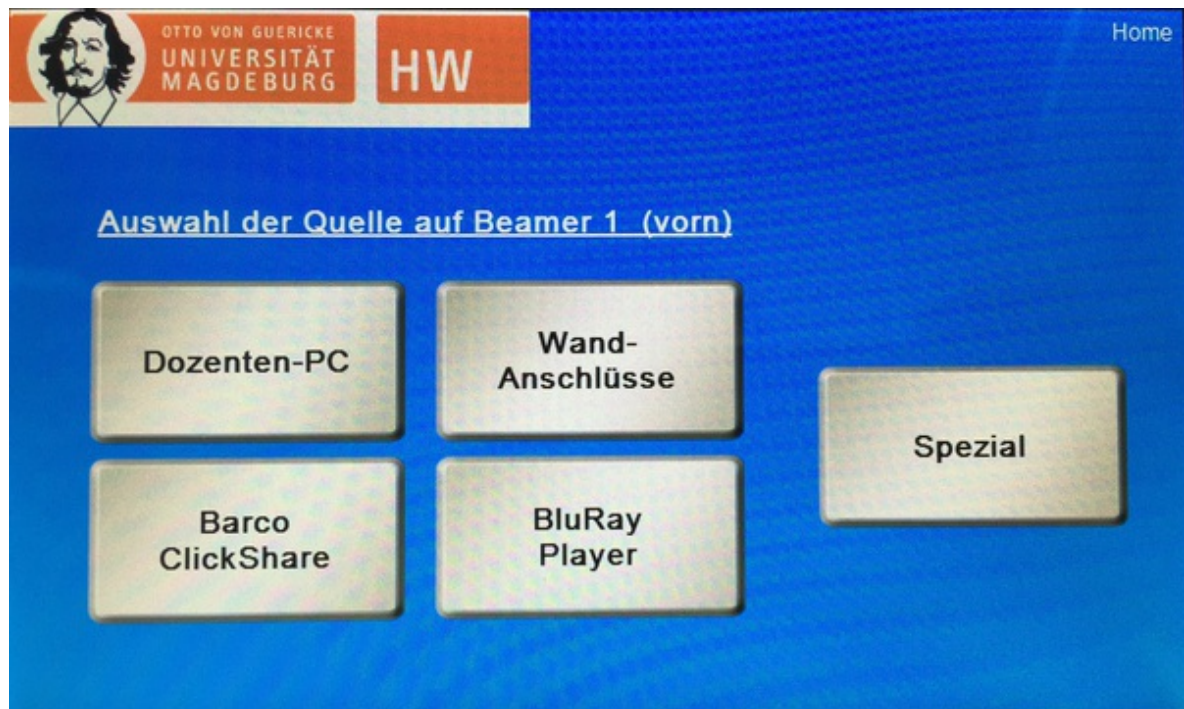 OTTO VON GUERICKE
UNIVERSITÄT
MAGDEBURG
HW
Home
Auswahl der Quelle auf Beamer 1 (vorn)
Dozenten-PC
Wand-
Anschlüsse
Spezial
Barco
ClickShare
BluRay
Player